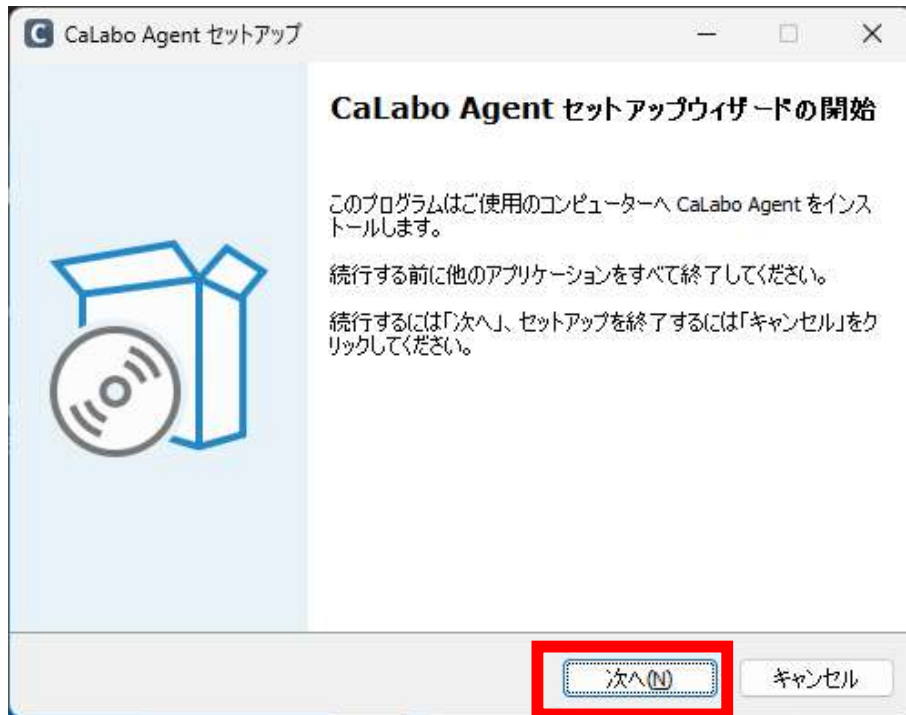 CaLabo Agent セットアップ
CaLabo Agent セットアップウィザードの開始
このプログラムはご使用のコンピューターへ CaLabo Agent をインス
トールします。
続行する前に他のアプリケーションをすべて終了してください。
続行するには「次へ」、セットアップを終了するには「キャンセル」をク
リックしてください。
次へ(N)
キャンセル